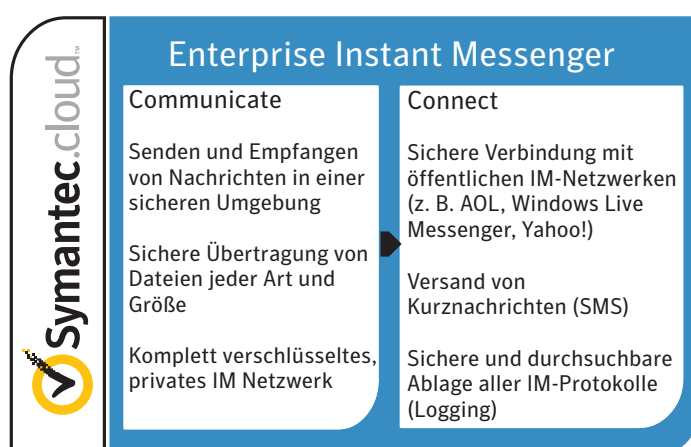 Symantec.cloud™
Enterprise Instant Messenger
Communicate
Senden und Empfangen
von Nachrichten in einer
sicheren Umgebung
Sichere Übertragung von
Dateien jeder Art und
Größe
Komplett verschlüsseltes,
privates IM Netzwerk
Connect
Sichere Verbindung mit
öffentlichen IM-Netzwerken
(z. B. AOL, Windows Live
Messenger, Yahoo!)
Versand von
Kurznachrichten (SMS)
Sichere und durchsuchbare
Ablage aller IM-Protokolle
(Logging)